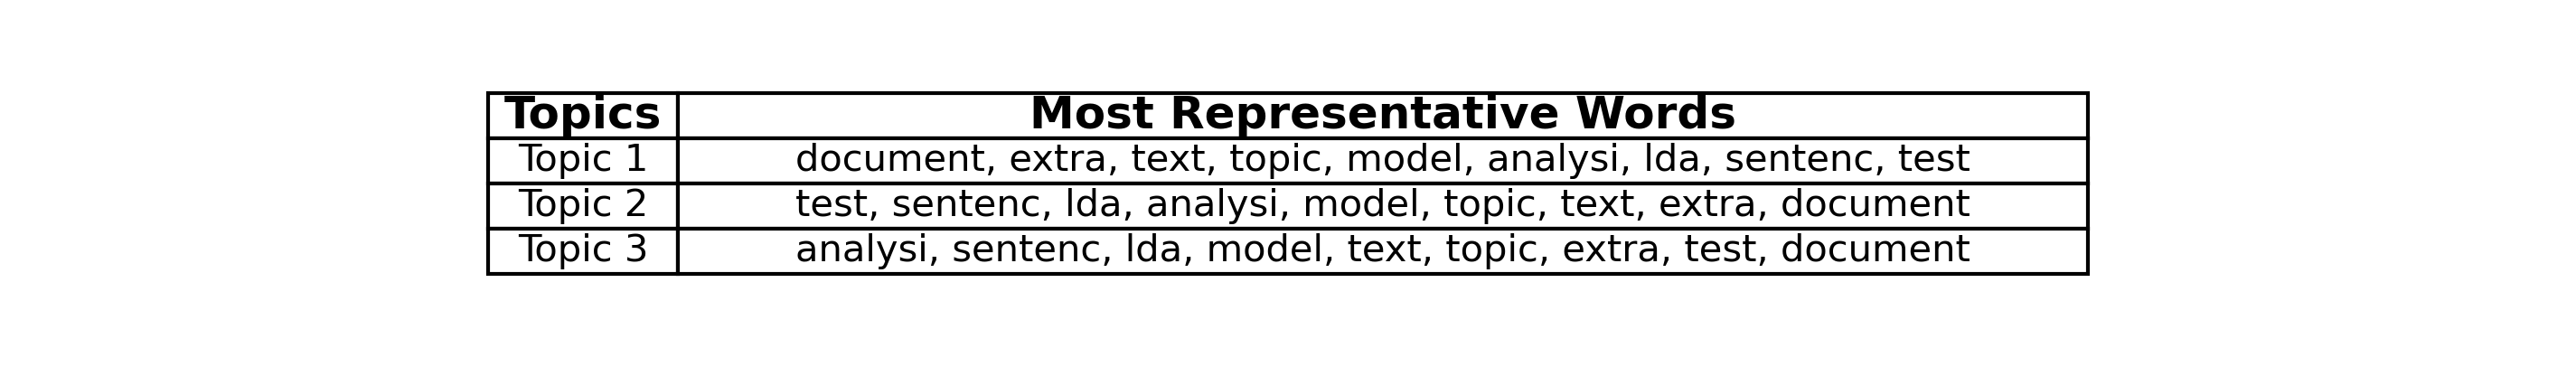 Topics Most Representative Words
Topic 1 document, extra, text, topic, model, analysi, lda, sentenc, test
Topic 2 test, sentenc, lda, analysi, model, topic, text, extra, document
Topic 3 analysi, sentenc, lda, model, text, topic, extra, test, document